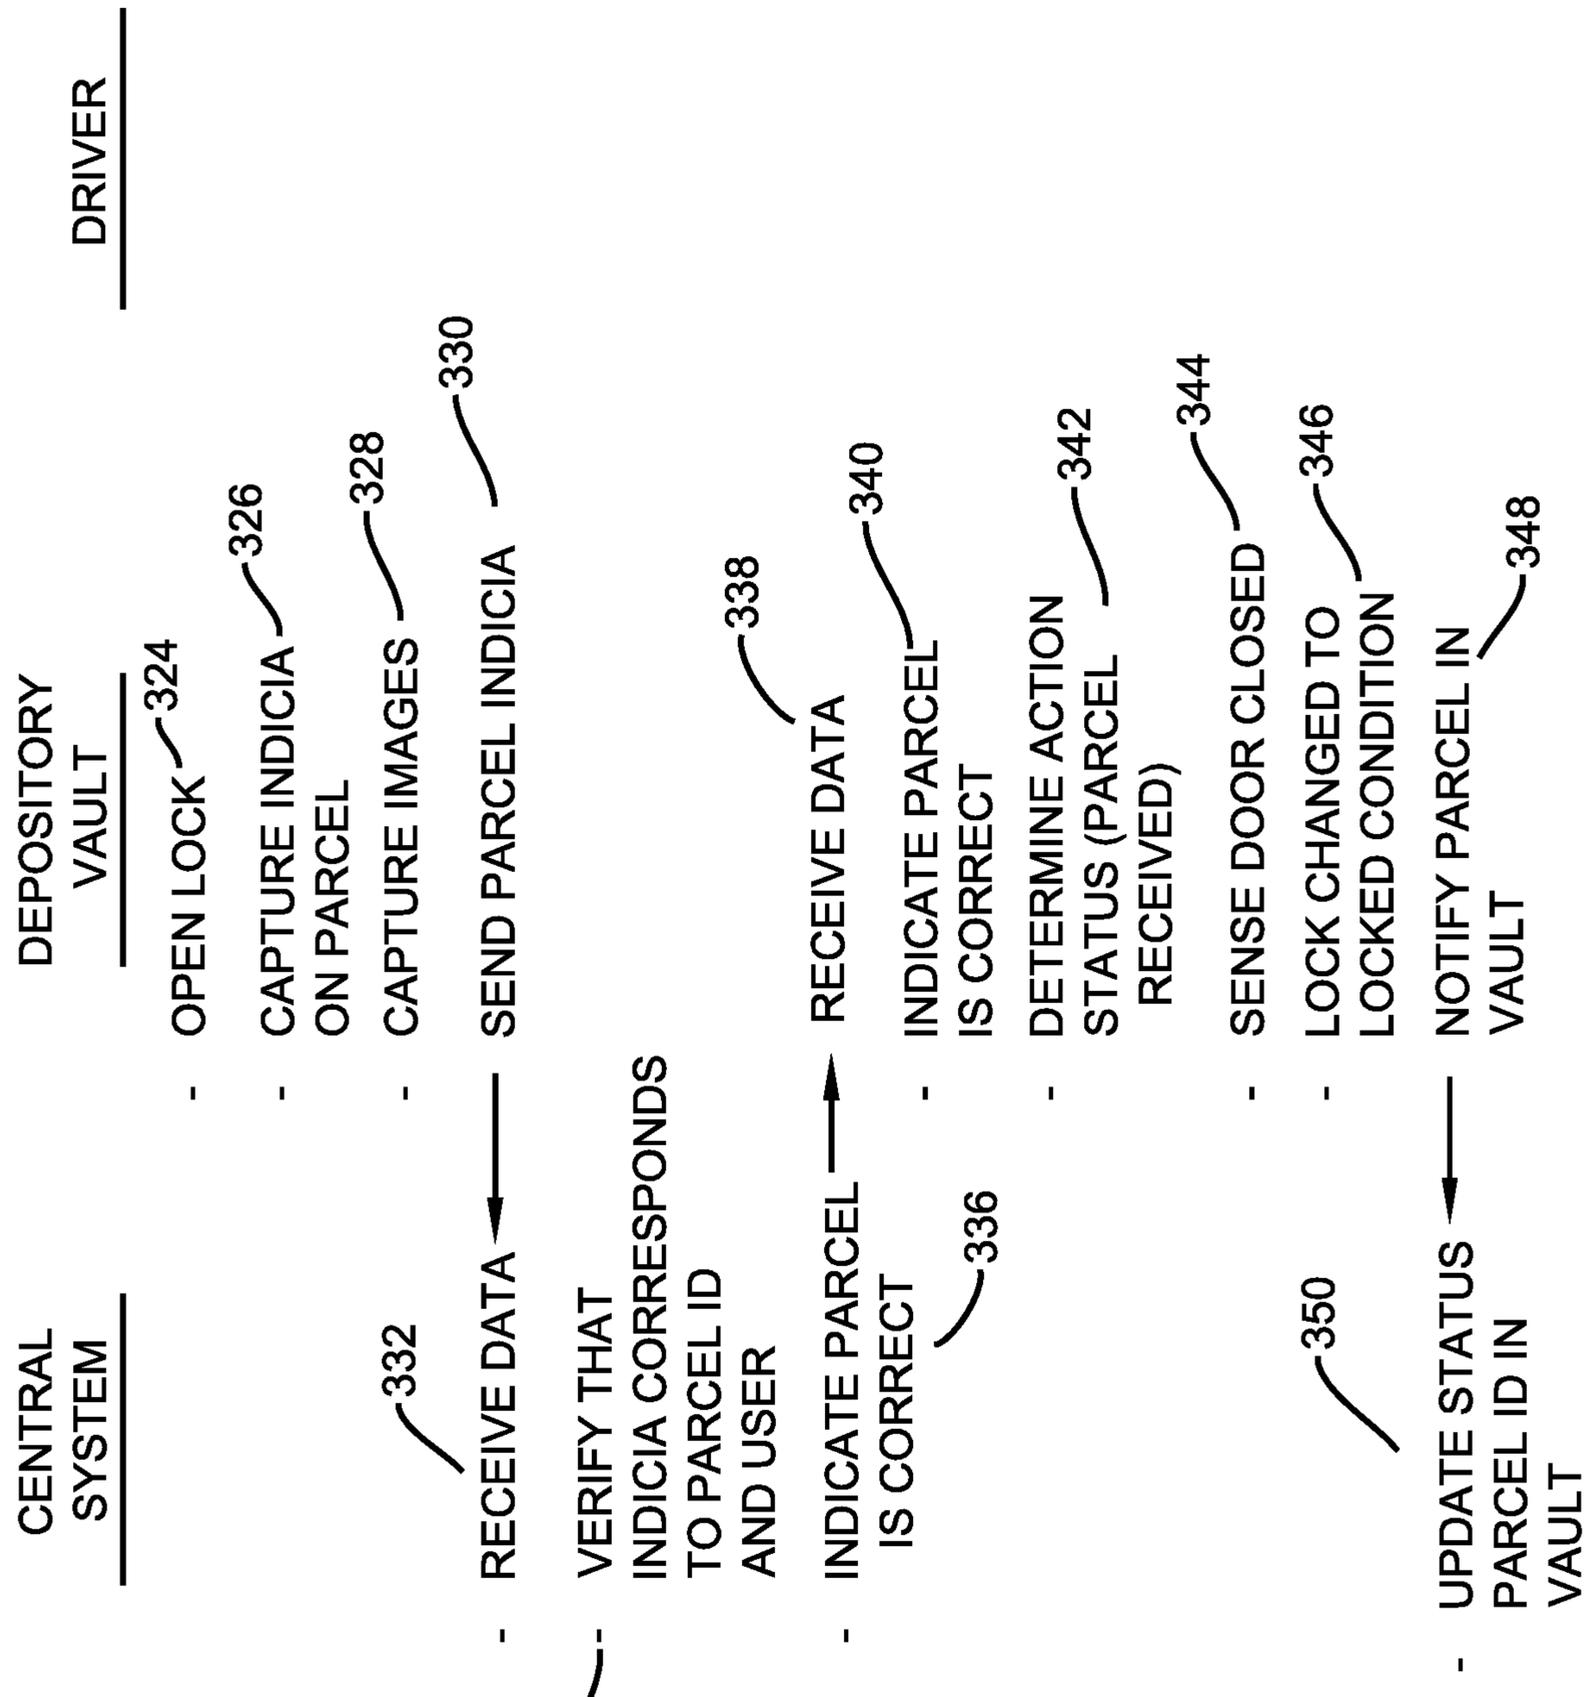 CENTRAL
SYSTEM
DEPOSITORY
VAULT
DRIVER
- OPEN LOCK
324
- CAPTURE INDICIA
ON PARCEL
326
- CAPTURE IMAGES
328
- RECEIVE DATA
332
SEND PARCEL INDICIA
330
- VERIFY THAT
INDICIA CORRESPONDS
TO PARCEL ID
AND USER
- INDICATE PARCEL
IS CORRECT
336
RECEIVE DATA
338
- INDICATE PARCEL
IS CORRECT
340
- DETERMINE ACTION
STATUS (PARCEL
RECEIVED)
342
- SENSE DOOR CLOSED
344
- LOCK CHANGED TO
LOCKED CONDITION
346
NOTIFY PARCEL IN
VAULT
348
- UPDATE STATUS
PARCEL ID IN
VAULT
350